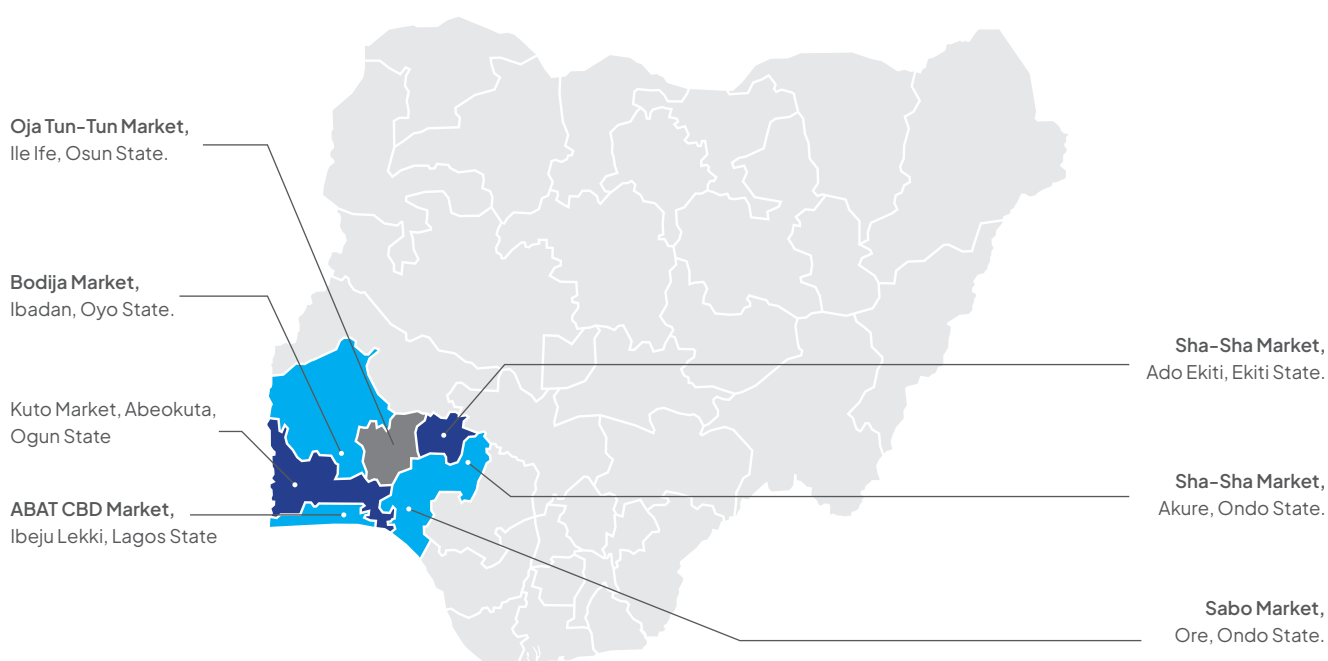 Oja Tun-Tun Market,
Ile Ife, Osun State.
Bodija Market,
Ibadan, Oyo State.
Kuto Market, Abeokuta,
Ogun State
ABAT CBD Market,
Ibeju Lekki, Lagos State
Sha-Sha Market,
Ado Ekiti, Ekiti State.
Sha-Sha Market,
Akure, Ondo State.
Sabo Market,
Ore, Ondo State.